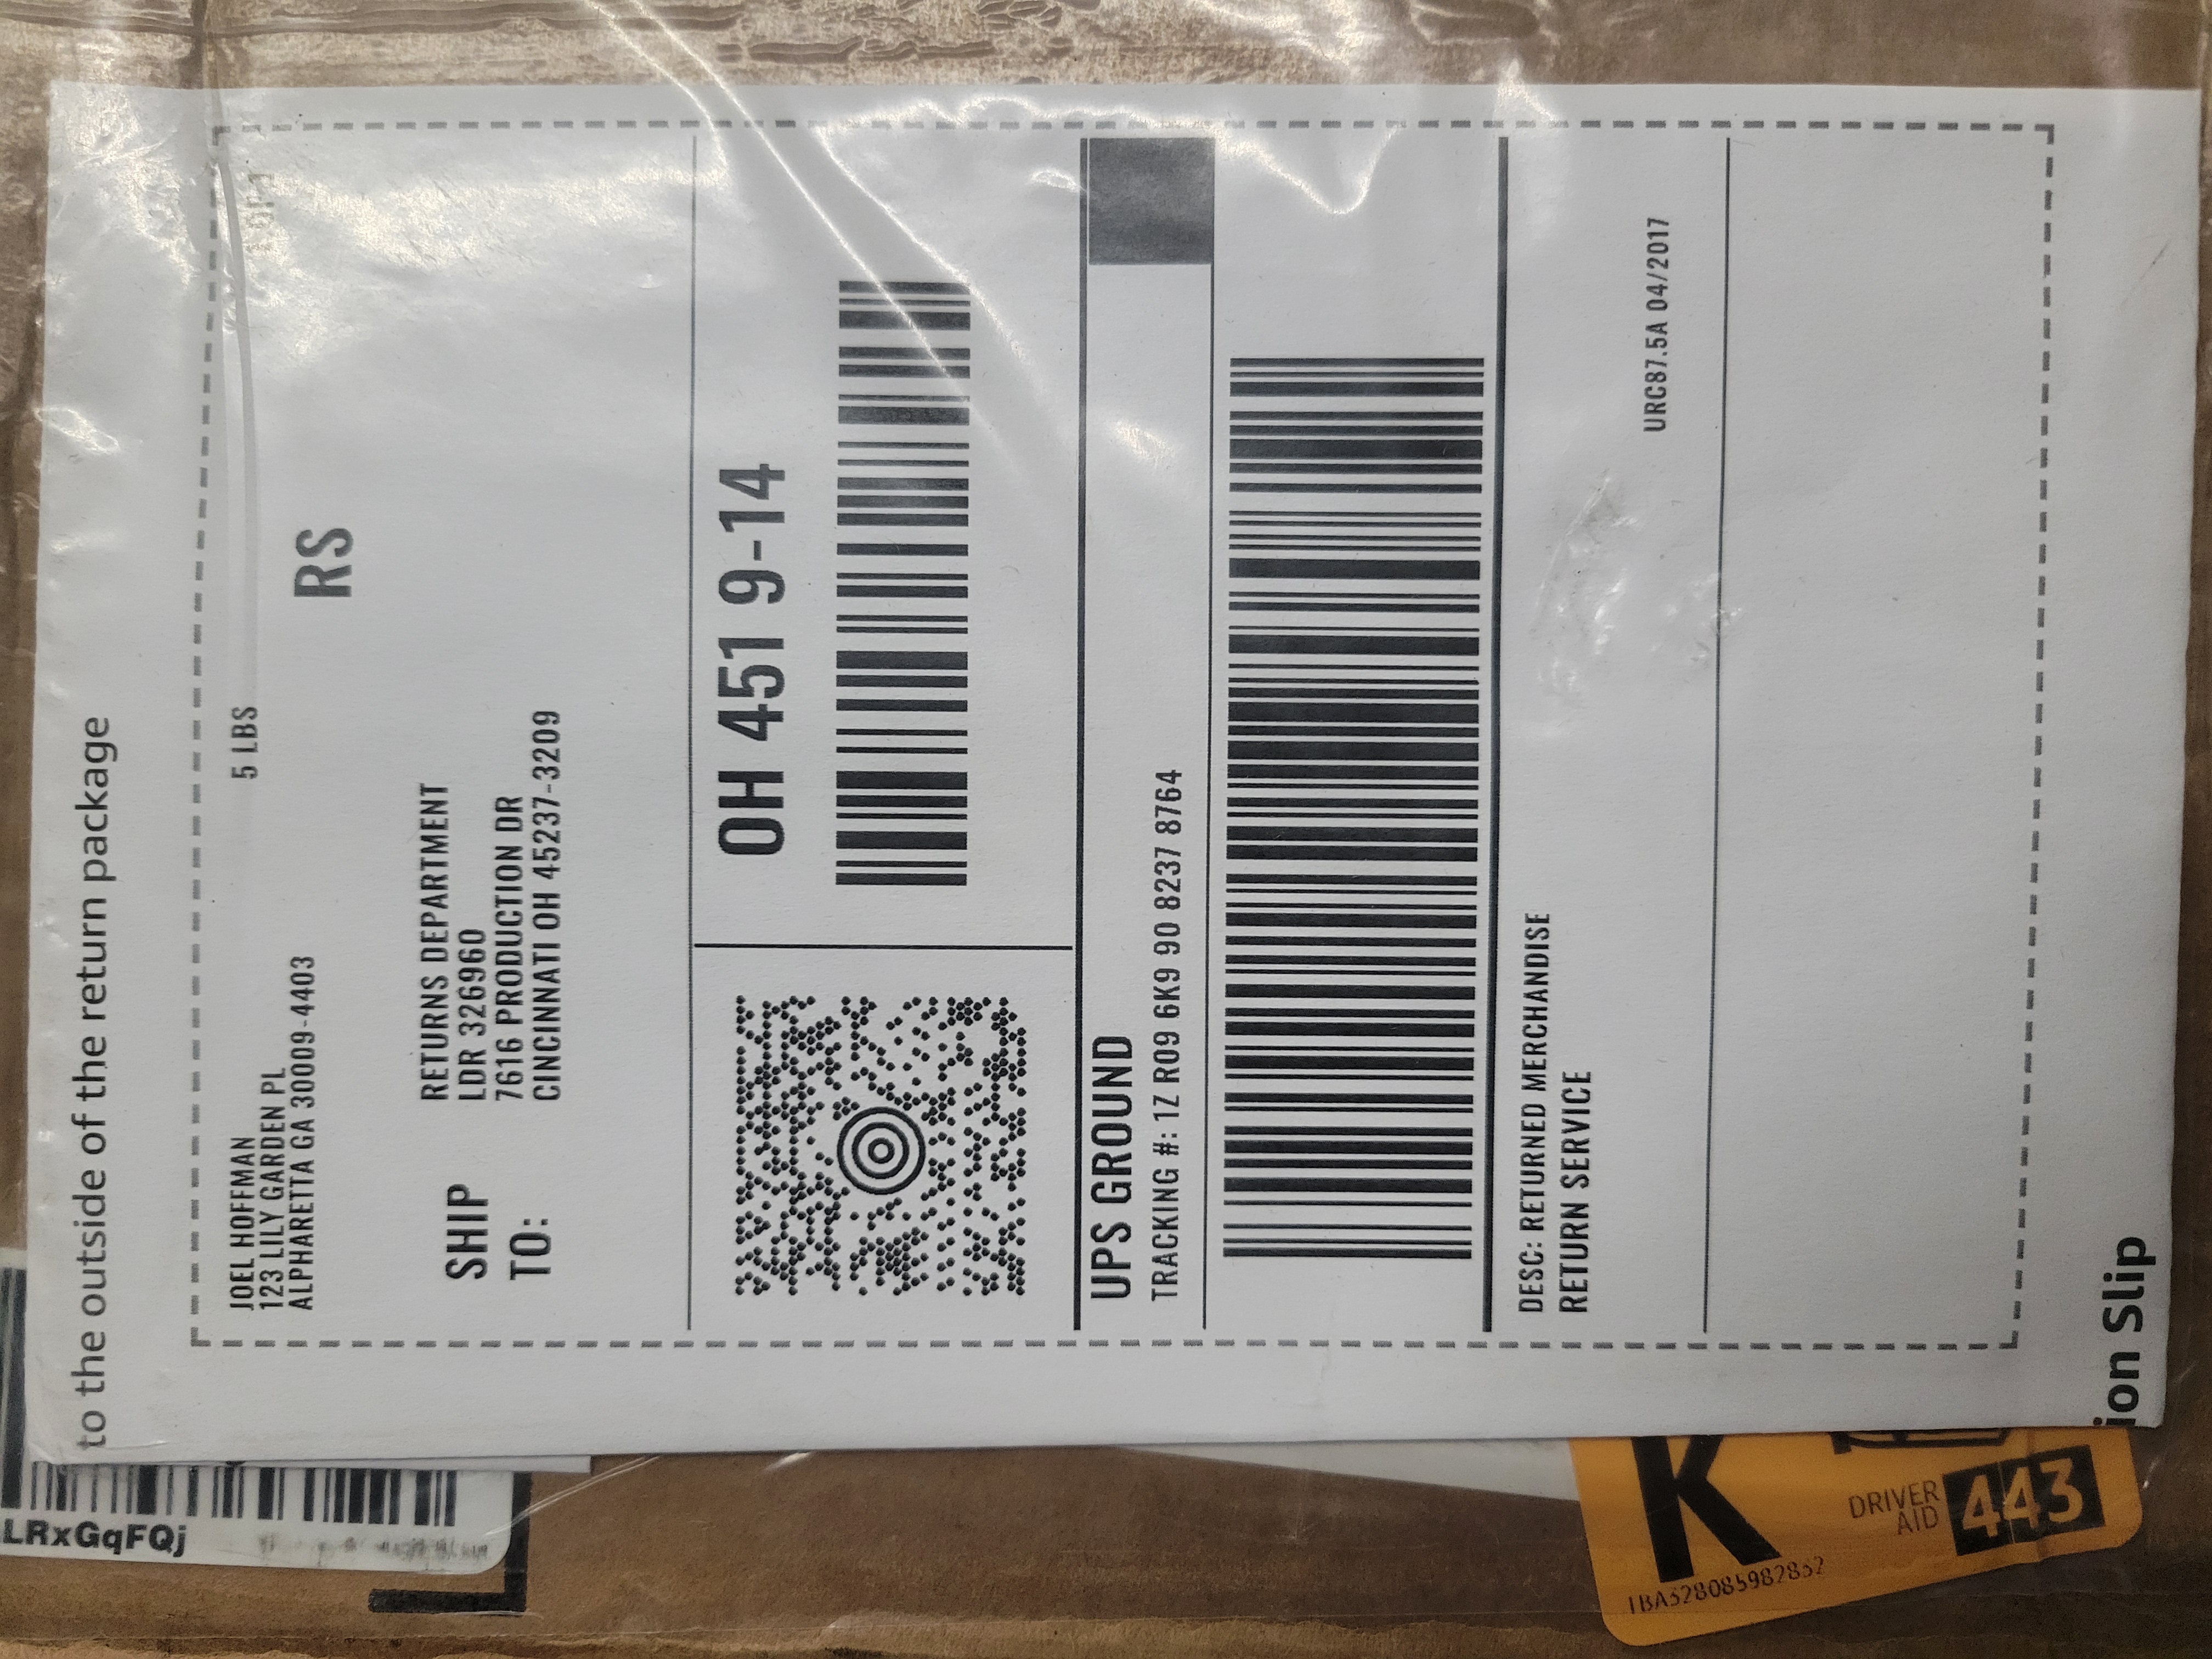 to the outside of the return package
JOEL HOFFMAN
123 LILY GARDEN PL
ALPHARETTA GA 30009-4403
5 LBS
RS
SHIP
TO:
RETURNS DEPARTMENT
LDR 326960
7616 PRODUCTION DR
CINCINNATI OH 45237-3209
OH 451 9-14
UPS GROUND
TRACKING #: 1Z R09 6K9 90 8237 8764
DESC: RETURNED MERCHANDISE
RETURN SERVICE
URC87.5A 04/2017
ion Slip
LRxGqFQj
K
DRIVER
AID
443
TBA328085982852